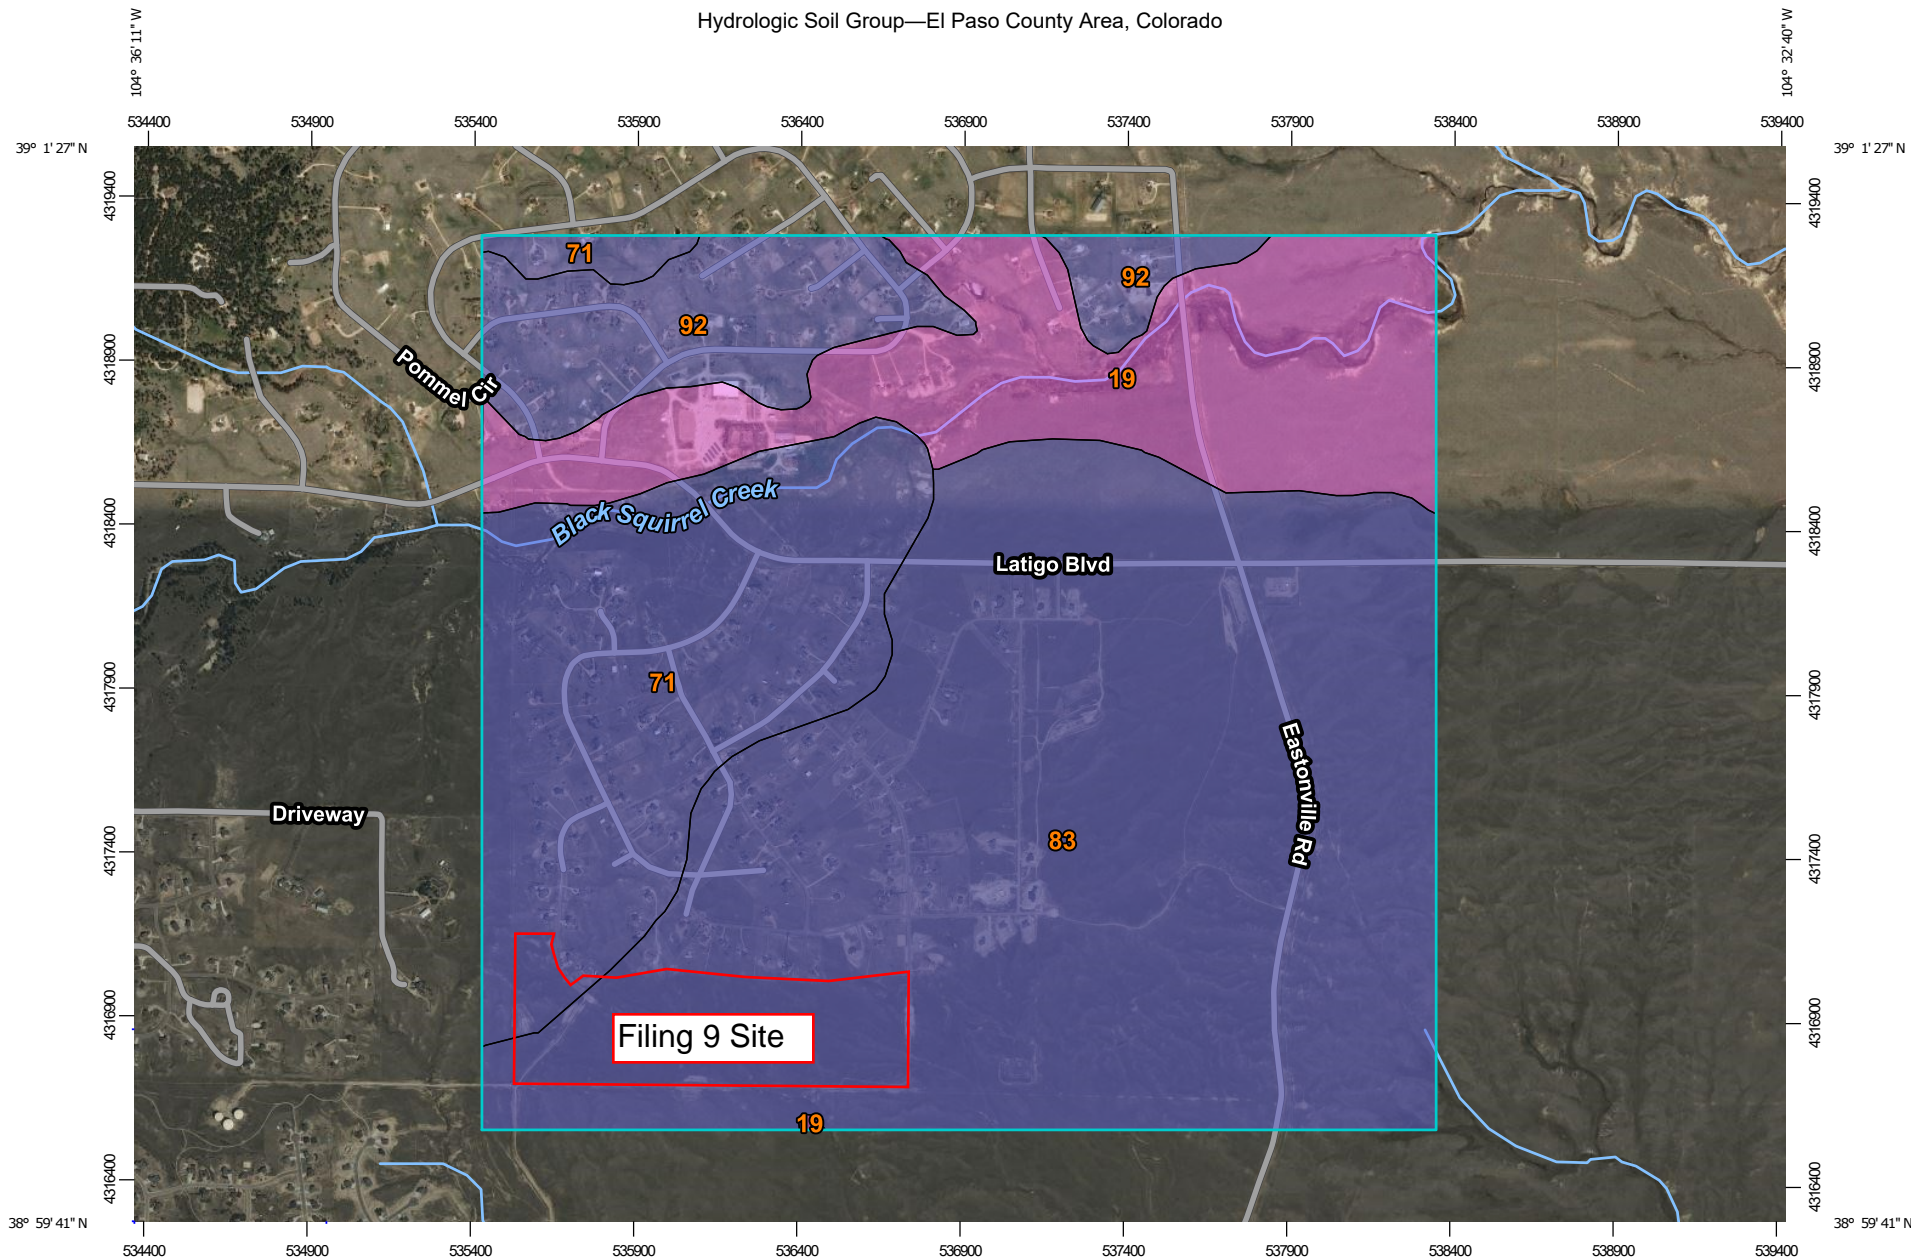 Hydrologic Soil Group—El Paso County Area, Colorado
104° 36' 11" W
104° 32' 40" W
534400 534900 535400 535900 536400 536900 537400 537900 538400 538900 539400
39° 1' 27" N
39° 1' 27" N
4319400
4319400
71
92
92
4318900
4318900
Pommel Cir
19
Black Squirrel Creek
4318400
4318400
Latigo Blvd
71
4317900
4317900
Eastonville Rd
Driveway
83
4317400
4317400
4316900
4316900
Filing 9 Site
19
4316400
4316400
38° 59' 41" N
38° 59' 41" N
534400 534900 535400 535900 536400 536900 537400 537900 538400 538900 539400